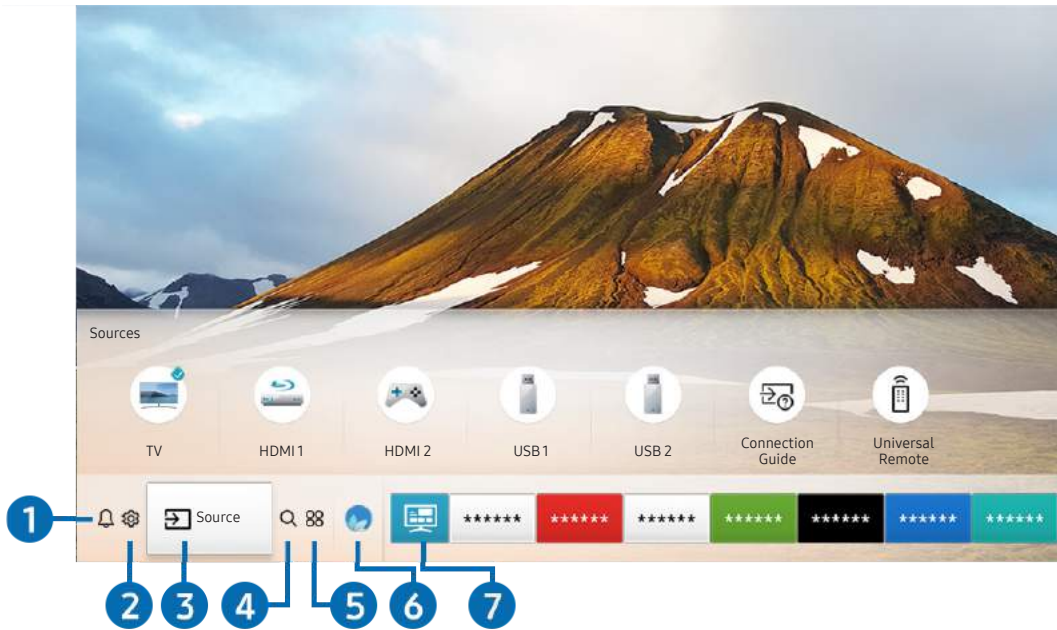 Sources
TV
HDMI 1
HDMI 2
USB 1
USB 2
Connection
Guide
Universal
Remote
1
Source
******
******
******
******
******
******
******
2
3
4
5
6
7